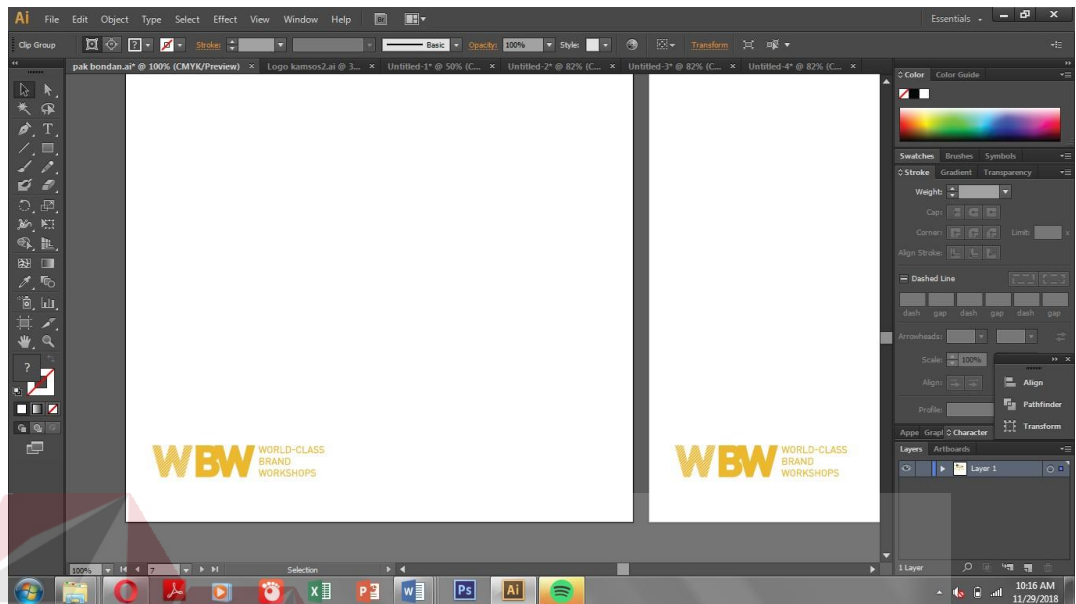 Ai File Edit Object Type Select Effect View Window Help Br Essentials
Clip Group ? Stroke: Basic Opacity: 100% Style: Transform
pak bondan.ai* @ 100% (CMYK/Preview) × Logo kamsos2.ai @ 3... × Untitled-1* @ 50% (C... × Untitled-2* @ 82% (C... × Untitled-3* @ 82% (C... × Untitled-4* @ 82% (C... ×
Color Color Guide
Swatches Brushes Symbols
Stroke Gradient Transparency
Weight:
Cap:
Corner: Limit: x
Align Stroke:
Dashed Line
dash gap dash gap dash gap
Arrowheads:
Scale: 100%
Align:
Profile:
Align
Pathfinder
Transform
Appe Grapl Character
Layers Artboards
Layer 1
1 Layer
WBW WORLD-CLASS
BRAND
WORKSHOPS
WBW WORLD-CLASS
BRAND
WORKSHOPS
100% 7 Selection
Ps Ai
10:16 AM
11/29/2018